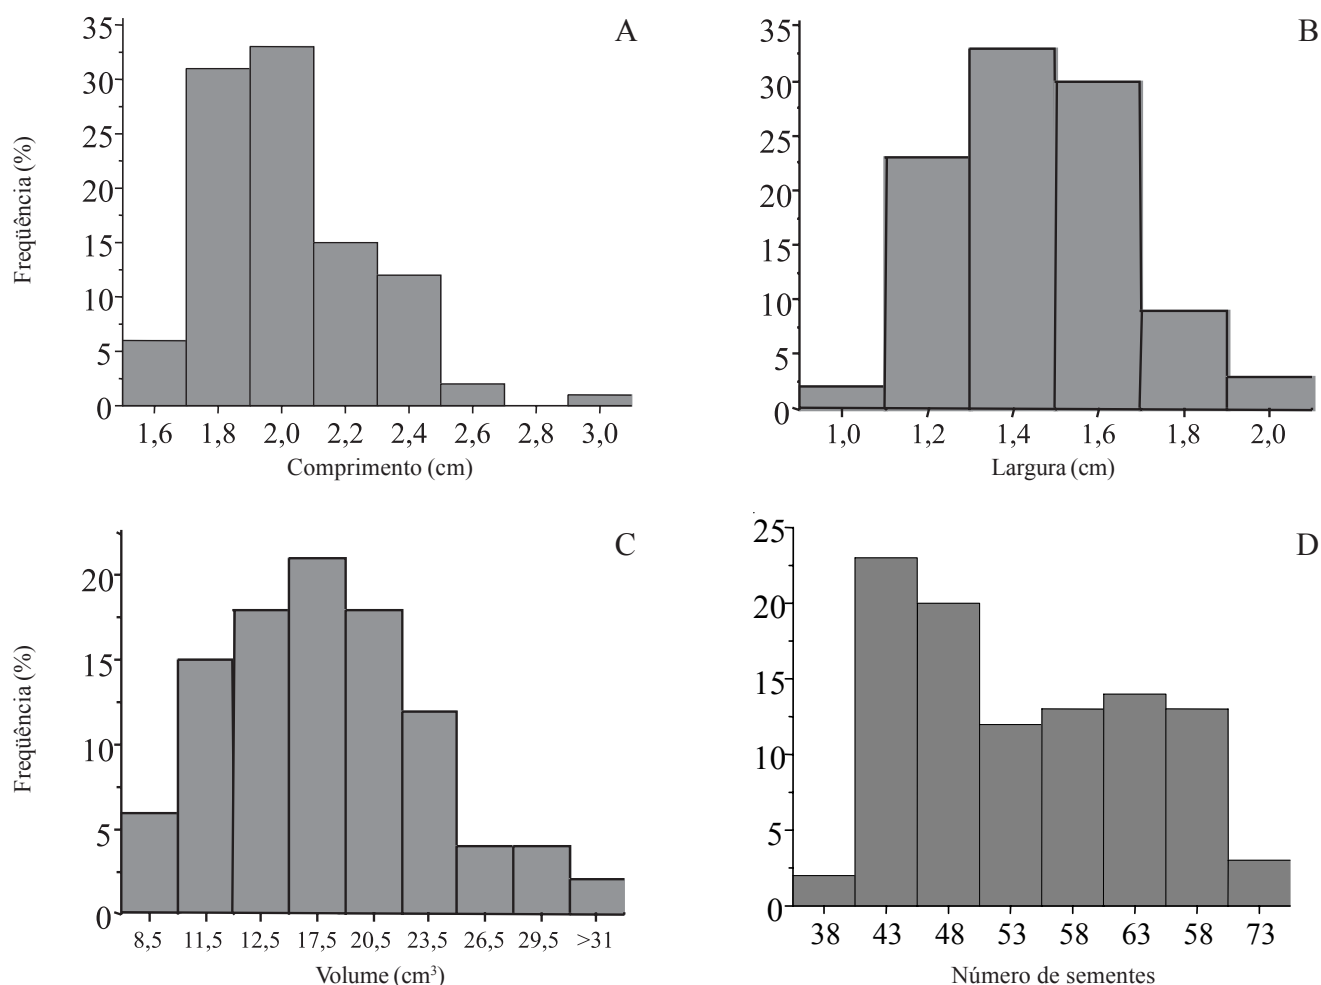 A
Freqüência (%)
35
30
25
20
15
10
5
0
1,6 1,8 2,0 2,2 2,4 2,6 2,8 3,0
Comprimento (cm)
B
35
30
25
20
15
10
5
0
1,0 1,2 1,4 1,6 1,8 2,0
Largura (cm)
C
Freqüência (%)
20
15
10
5
0
8,5 11,5 12,5 17,5 20,5 23,5 26,5 29,5 >31
Volume (cm³)
D
25
20
15
10
5
0
38 43 48 53 58 63 58 73
Número de sementes